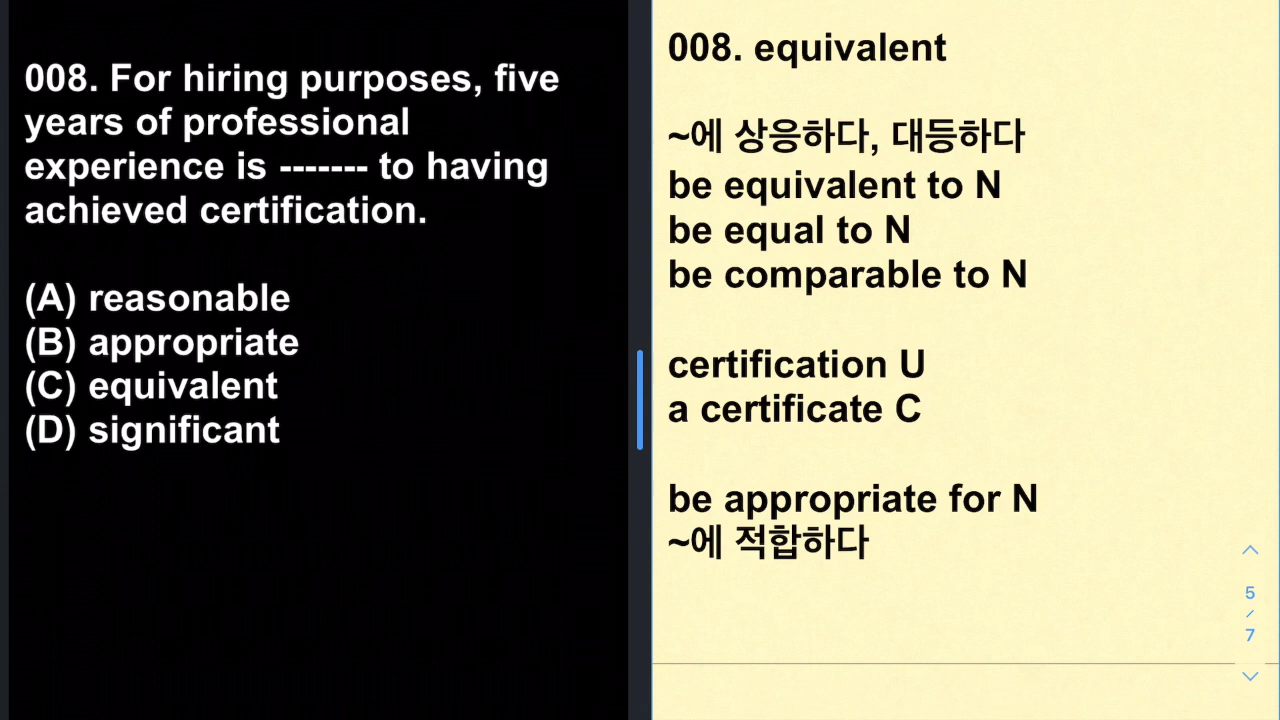 008. For hiring purposes, five
years of professional
experience is ------- to having
achieved certification.
(A) reasonable
(B) appropriate
(C) equivalent
(D) significant
008. equivalent
~에 상응하다, 대등하다
be equivalent to N
be equal to N
be comparable to N
certification U
a certificate C
be appropriate for N
~에 적합하다
5
/
7